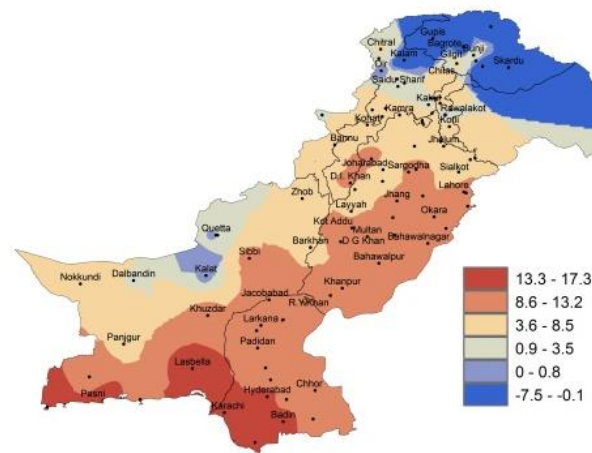 Gupis
Chitral
Bagrote
Bunji
Kalam
Gilgit
Skardu
Dir
Chilas
Saidu Sharif
Kakul
Kamra
Rawalakot
Kohat
Kotli
Bannu
Jhelum
Joharabad
Sargodha
Sialkot
D.I. Khan
Lahore
Zhob
Jhang
Layyah
Okara
Kot Addu
Quetta
Multan
Barkhan
D G Khan
Bahawalnagar
Sibbi
Bahawalpur
Nokkundi
Dalbandin
Kalat
Khanpur
Jacobabad
R.Y.Khan
Khuzdar
Larkana
Panjgur
Padidan
Lasbella
Pasni
Hyderabad
Chhor
Karachi
Badin
13.3 - 17.3
8.6 - 13.2
3.6 - 8.5
0.9 - 3.5
0 - 0.8
-7.5 - -0.1